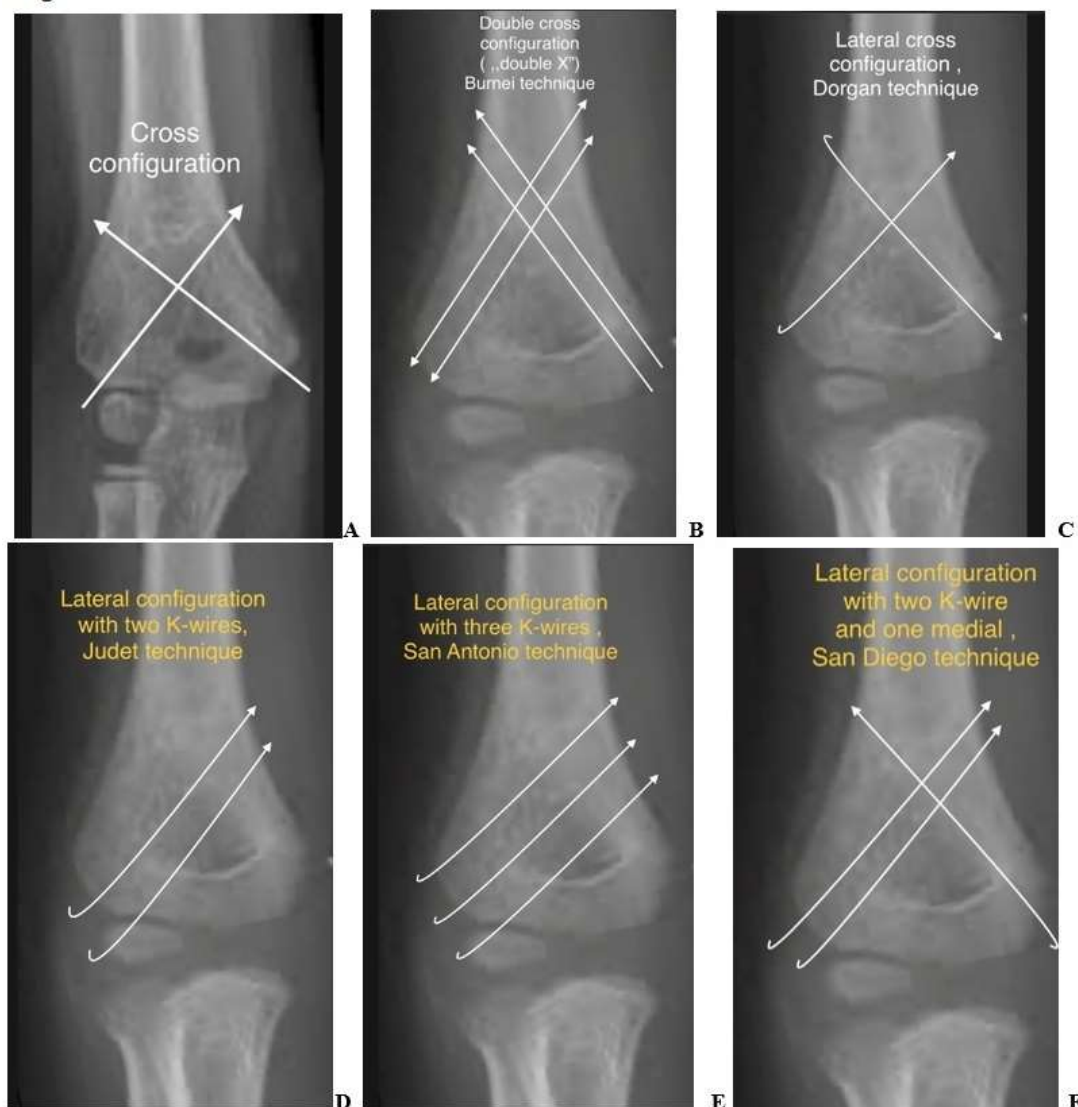 Cross
configuration
A
Double cross
configuration
( ,,double X")
Burnei technique
B
Lateral cross
configuration ,
Dorgan technique
C
Lateral configuration
with two K-wires,
Judet technique
D
Lateral configuration
with three K-wires ,
San Antonio technique
E
Lateral configuration
with two K-wire
and one medial ,
San Diego technique
F